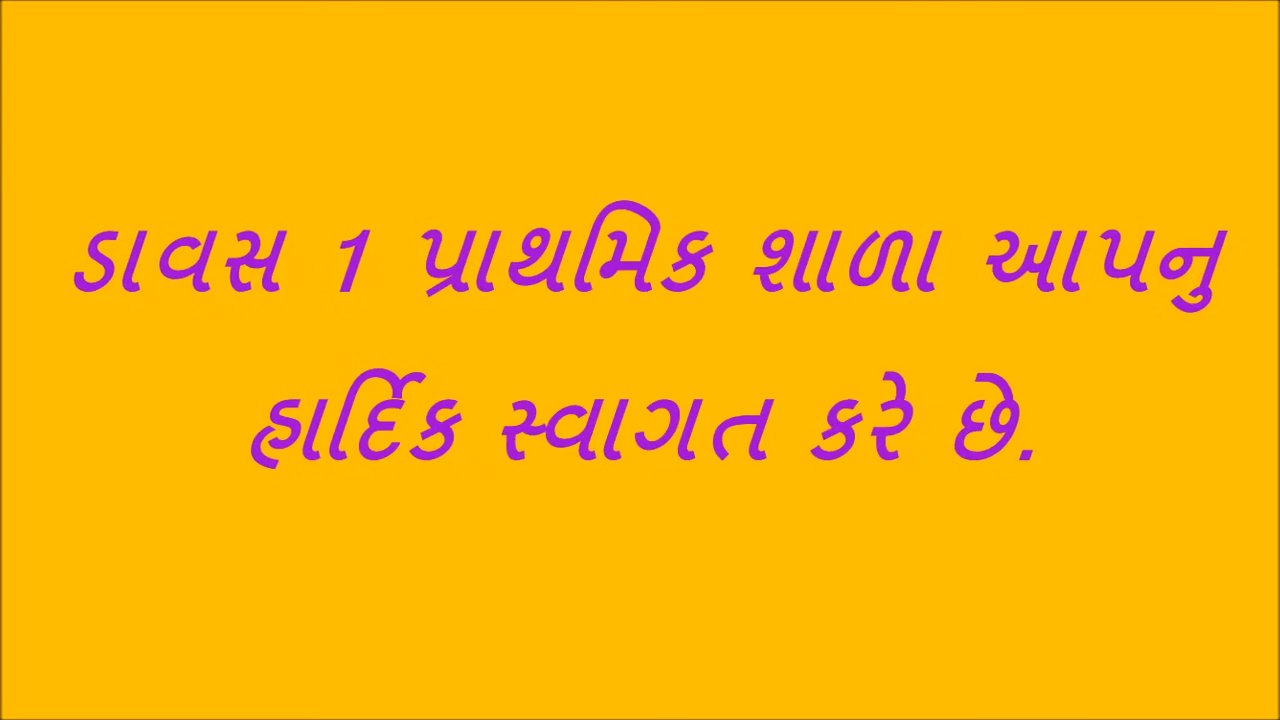 ડાવસ 1 પ્રાથમિક શાળા આપનુ
હાર્દિક સ્વાગત કરે છે.